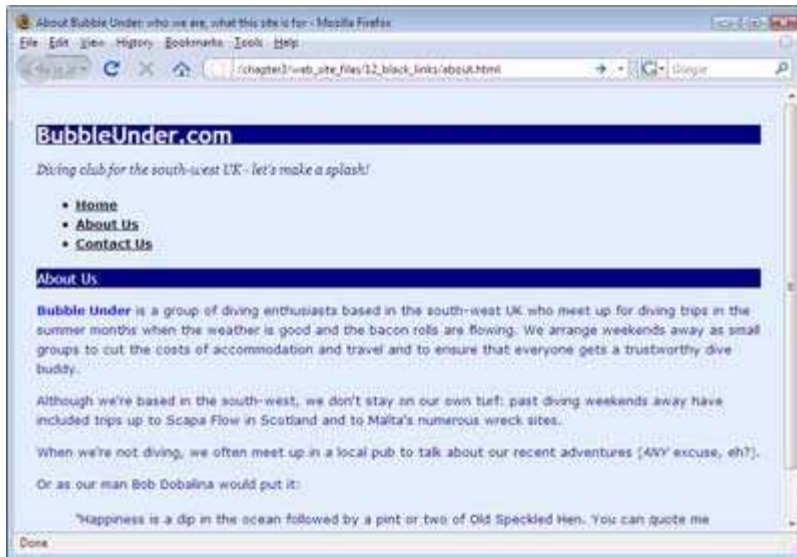 About Bubble Under: who we are, what this site is for - Mozilla Firefox
File Edit View History Bookmarks Tools Help
/chapter3/web_site_files/12_black_links/about.html
Google
BubbleUnder.com
Diving club for the south-west UK - let's make a splash!
• Home
• About Us
• Contact Us
About Us
Bubble Under is a group of diving enthusiasts based in the south-west UK who meet up for diving trips in the
summer months when the weather is good and the bacon rolls are flowing. We arrange weekends away as small
groups to cut the costs of accommodation and travel and to ensure that everyone gets a trustworthy dive
buddy.
Although we're based in the south-west, we don't stay on our own turf: past diving weekends away have
included trips up to Scapa Flow in Scotland and to Malta's numerous wreck sites.
When we're not diving, we often meet up in a local pub to talk about our recent adventures (ANY excuse, eh?).
Or as our man Bob Dobalina would put it:
"Happiness is a dip in the ocean followed by a pint or two of Old Speckled Hen. You can quote me
Done